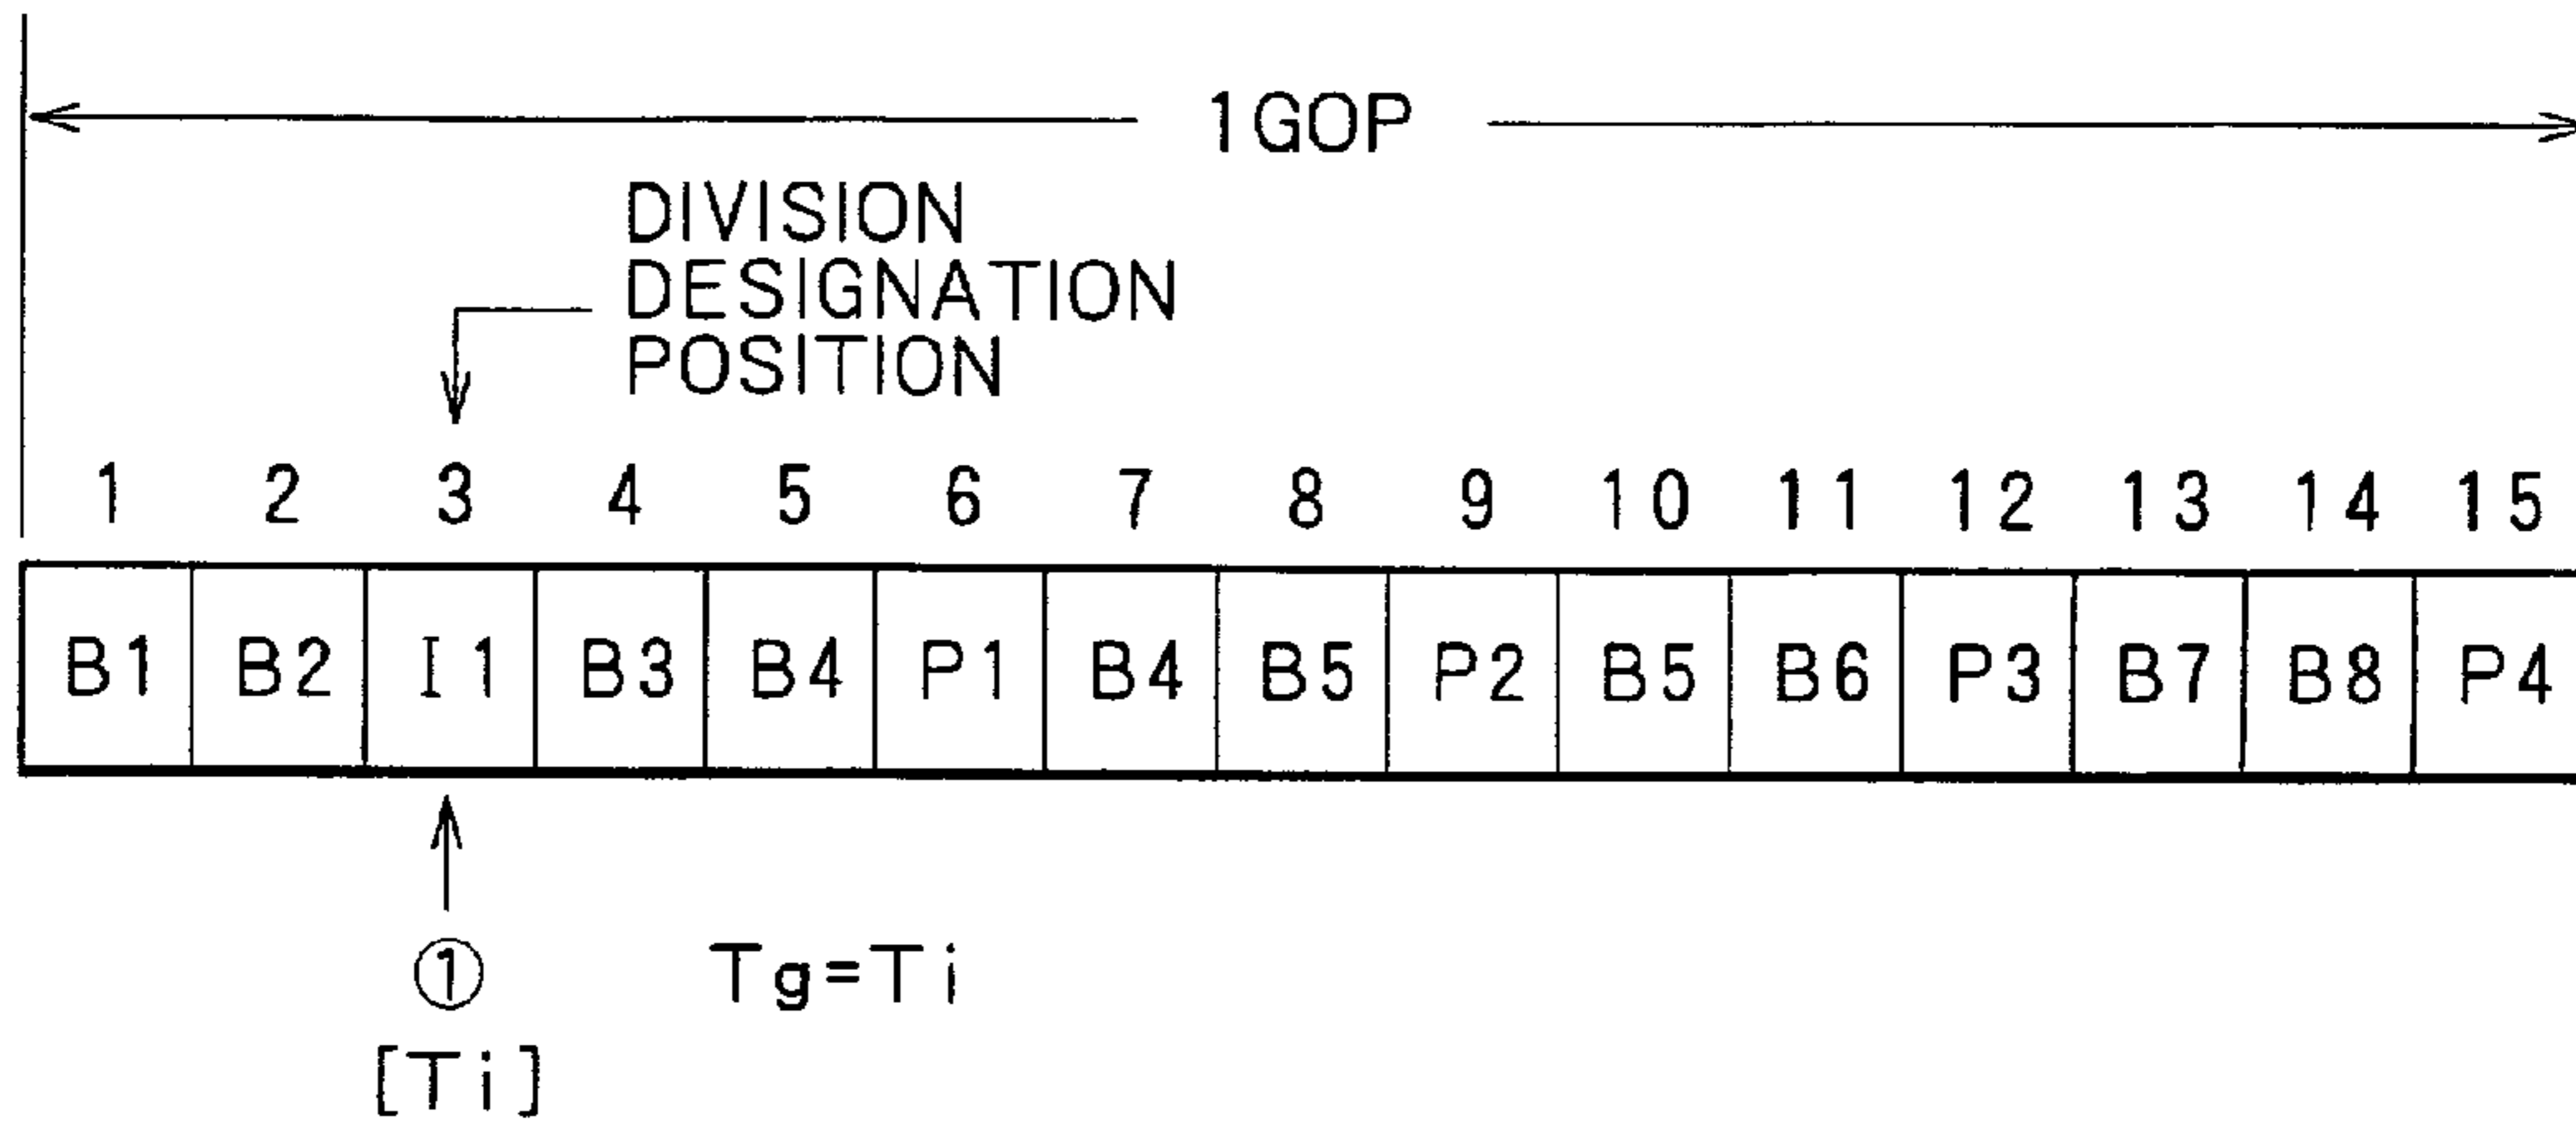 1GOP
DIVISION
DESIGNATION
POSITION
1 2 3 4 5 6 7 8 9 10 11 12 13 14 15
B1 B2 I1 B3 B4 P1 B4 B5 P2 B5 B6 P3 B7 B8 P4
① Tg=Ti
[Ti]